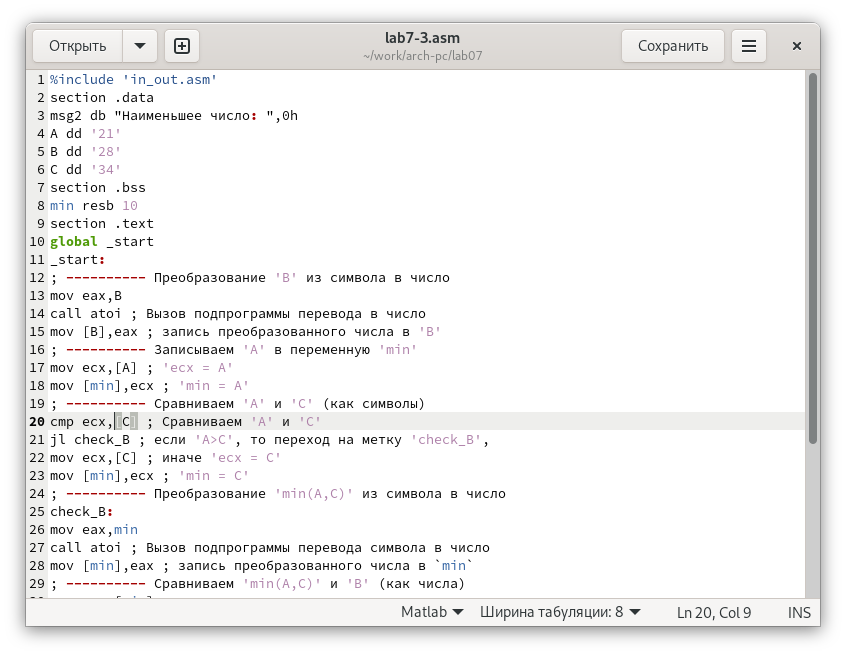 Открыть
lab7-3.asm
~/work/arch-pc/lab07
Сохранить
1 %include 'in_out.asm'
2 section .data
3 msg2 db "Наименьшее число: ",0h
4 A dd '21'
5 B dd '28'
6 C dd '34'
7 section .bss
8 min resb 10
9 section .text
10 global _start
11 _start:
12 ; ---------- Преобразование 'B' из символа в число
13 mov eax,B
14 call atoi ; Вызов подпрограммы перевода в число
15 mov [B],eax ; запись преобразованного числа в 'B'
16 ; ---------- Записываем 'A' в переменную 'min'
17 mov ecx,[A] ; 'ecx = A'
18 mov [min],ecx ; 'min = A'
19 ; ---------- Сравниваем 'A' и 'C' (как символы)
20 cmp ecx,[C] ; Сравниваем 'A' и 'C'
21 jl check_B ; если 'A>C', то переход на метку 'check_B',
22 mov ecx,[C] ; иначе 'ecx = C'
23 mov [min],ecx ; 'min = C'
24 ; ---------- Преобразование 'min(A,C)' из символа в число
25 check_B:
26 mov eax,min
27 call atoi ; Вызов подпрограммы перевода символа в число
28 mov [min],eax ; запись преобразованного числа в `min`
29 ; ---------- Сравниваем 'min(A,C)' и 'B' (как числа)
Matlab Ширина табуляции: 8 Ln 20, Col 9 INS